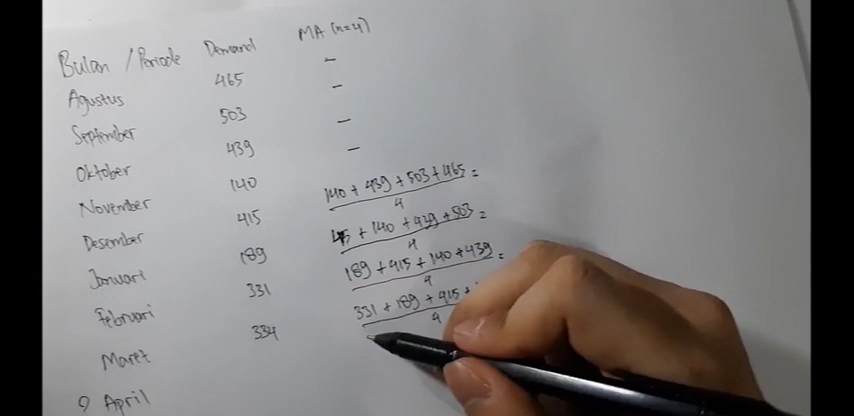 Bulan / Periode Demand MA (n=4)
Agustus 465 -
September 503 -
Oktober 439 -
November 140 -
Desember 415 140 + 439 + 503 + 465 / 4 =
Januari 189 + 140 + 439 + 503 / 4 =
Februari 331 189 + 415 + 140 + 439 / 4 =
Maret 334 331 + 189 + 415 + / 4
9 April